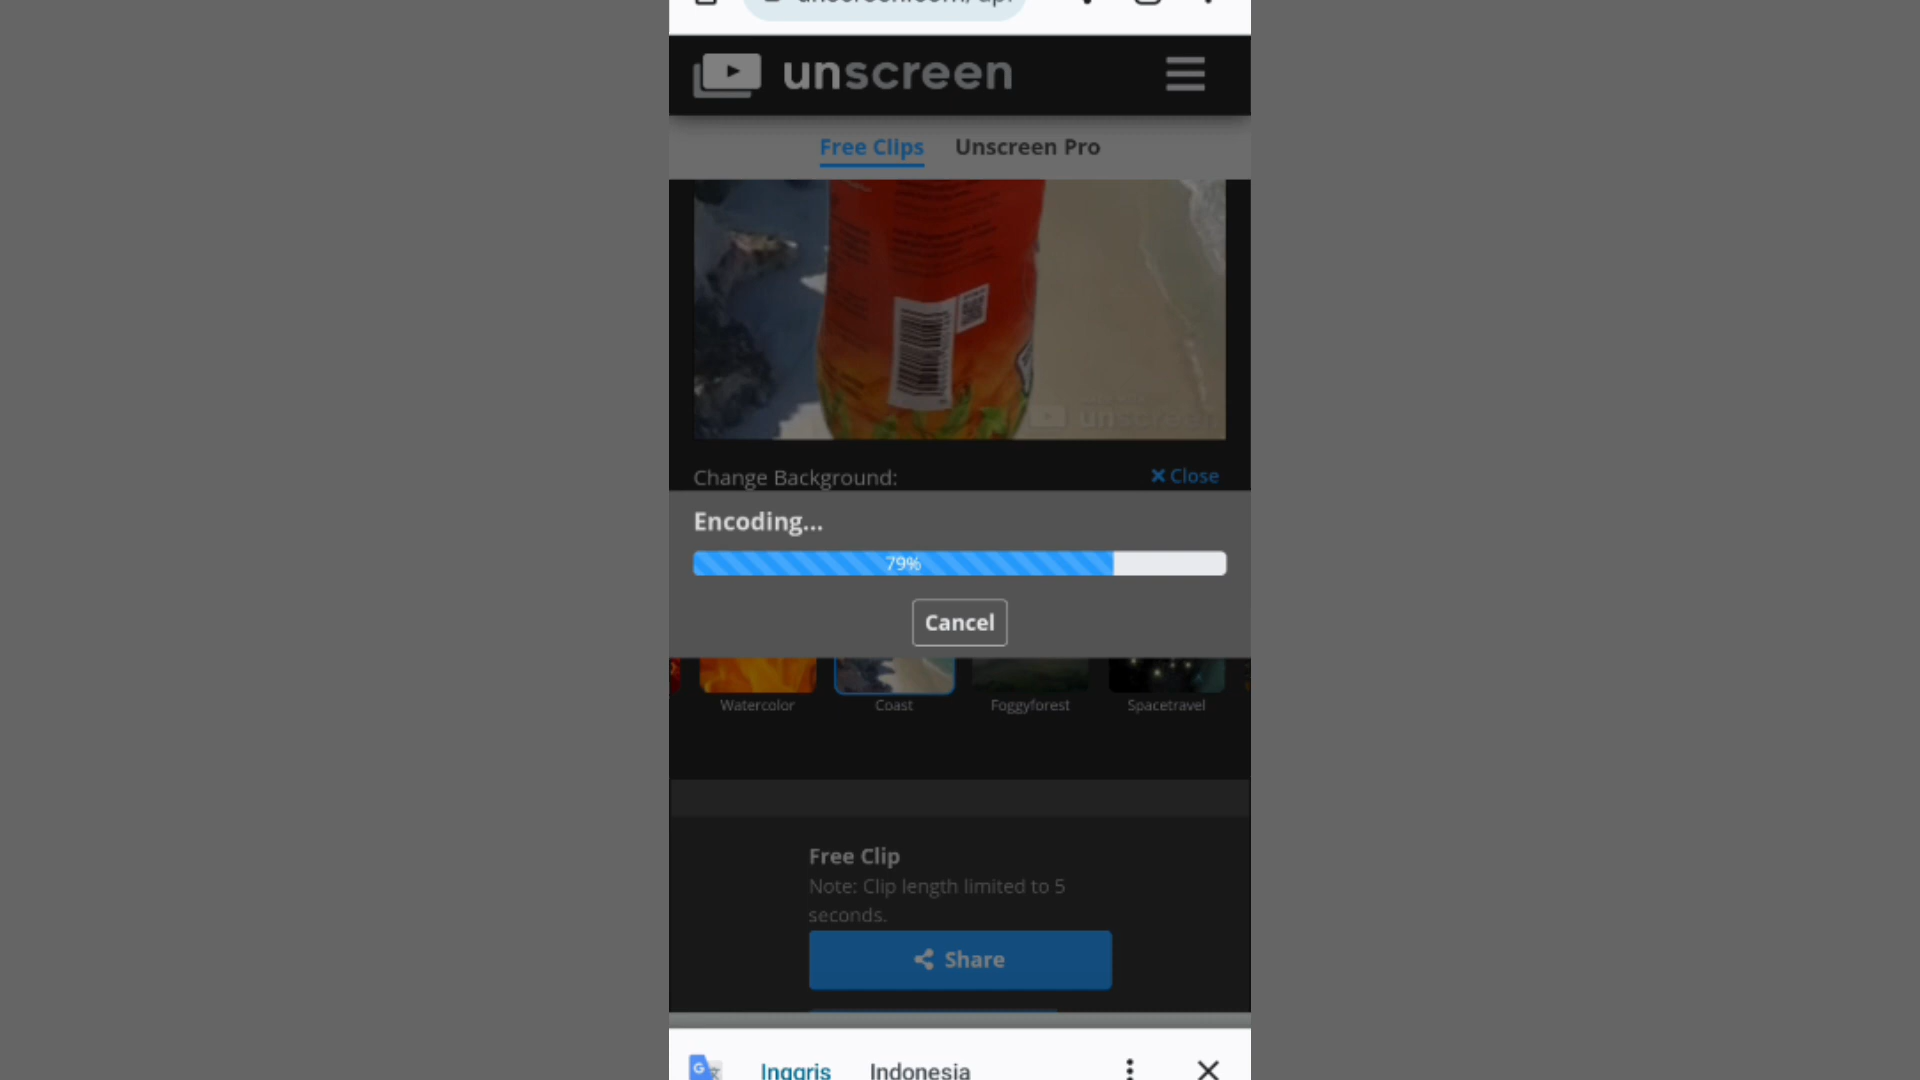 unscreen
Free Clips Unscreen Pro
unscreen
Change Background: Close
Encoding...
79%
Cancel
Watercolor Coast Foggyforest Spacetravel
Free Clip
Note: Clip length limited to 5
seconds.
Share
Inggris Indonesia